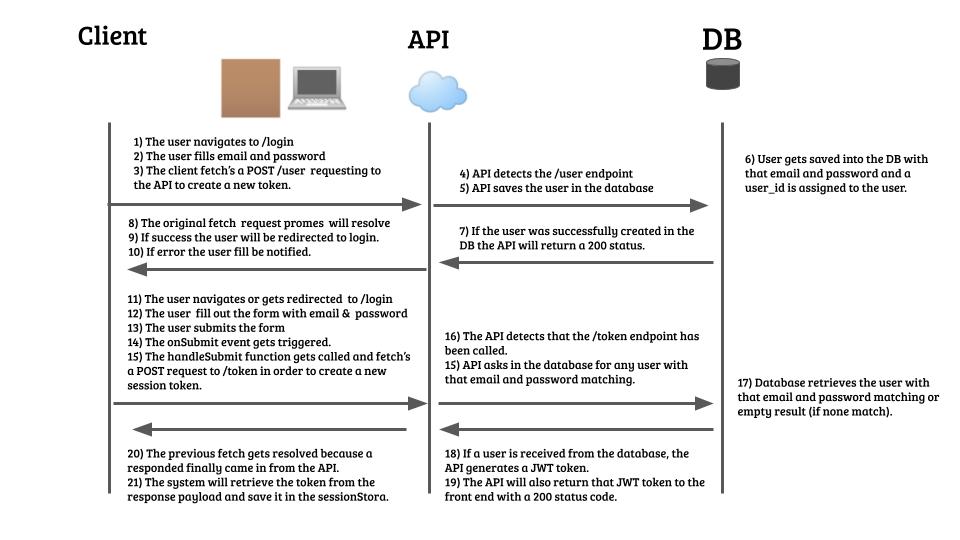 Client
API
DB
1) The user navigates to /login
2) The user fills email and password
3) The client fetch's a POST /user requesting to
the API to create a new token.
4) API detects the /user endpoint
5) API saves the user in the database
6) User gets saved into the DB with
that email and password and a
user_id is assigned to the user.
7) If the user was successfully created in the
DB the API will return a 200 status.
8) The original fetch request promes will resolve
9) If success the user will be redirected to login.
10) If error the user fill be notified.
11) The user navigates or gets redirected to /login
12) The user fill out the form with email & password
13) The user submits the form
14) The onSubmit event gets triggered.
15) The handleSubmit function gets called and fetch's
a POST request to /token in order to create a new
session token.
16) The API detects that the /token endpoint has
been called.
15) API asks in the database for any user with
that email and password matching.
17) Database retrieves the user with
that email and password matching or
empty result (if none match).
18) If a user is received from the database, the
API generates a JWT token.
19) The API will also return that JWT token to the
front end with a 200 status code.
20) The previous fetch gets resolved because a
responded finally came in from the API.
21) The system will retrieve the token from the
response payload and save it in the sessionStora.